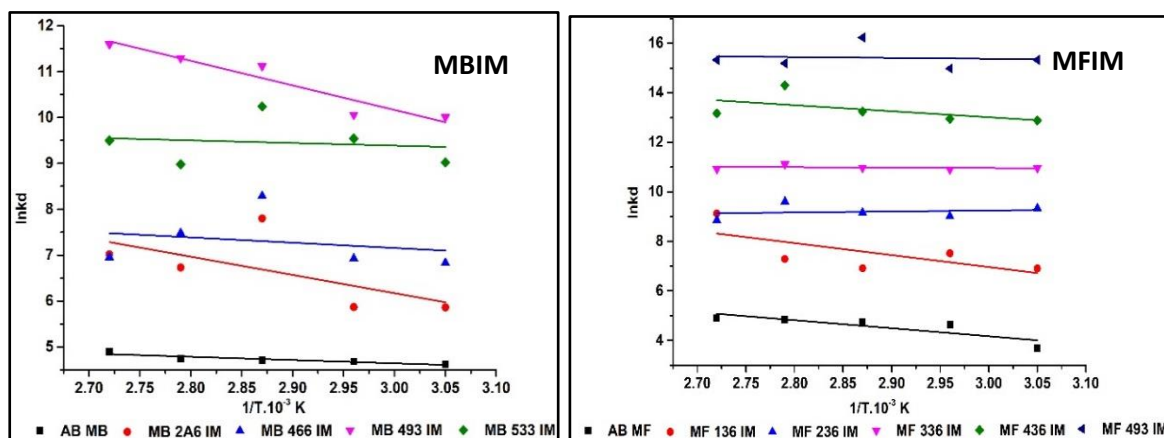 MBIM
12
11
10
9
8
7
6
5
lnkd
2.70 2.75 2.80 2.85 2.90 2.95 3.00 3.05 3.10
1/T.10⁻³ K
AB MB MB 2A6 IM MB 466 IM MB 493 IM MB 533 IM
MFIM
16
14
12
10
8
6
4
lnkd
2.70 2.75 2.80 2.85 2.90 2.95 3.00 3.05 3.10
1/T.10⁻³ K
AB MF MF 136 IM MF 236 IM MF 336 IM MF 436 IM MF 493 IM